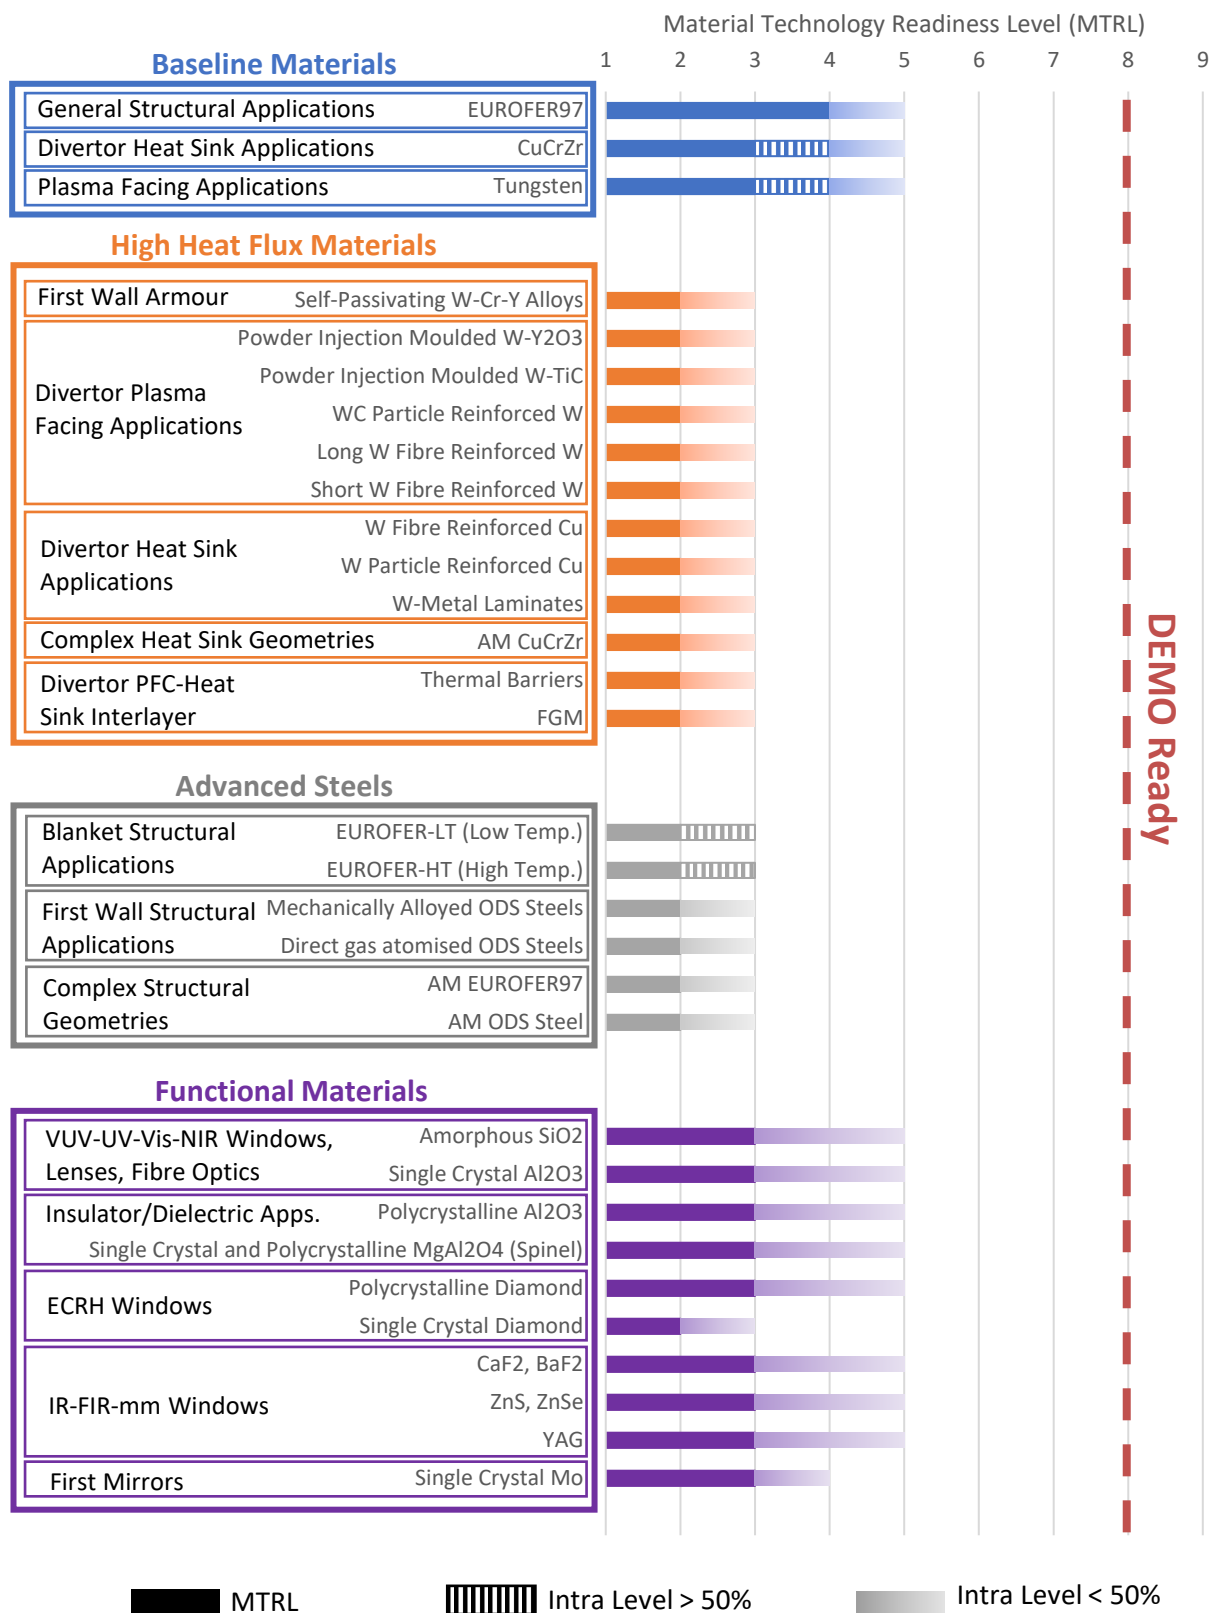 Material Technology Readiness Level (MTRL)
1 2 3 4 5 6 7 8 9
Baseline Materials
General Structural Applications EUROFER97
Divertor Heat Sink Applications CuCrZr
Plasma Facing Applications Tungsten
High Heat Flux Materials
First Wall Armour Self-Passivating W-Cr-Y Alloys
Divertor Plasma
Facing Applications
Powder Injection Moulded W-Y2O3
Powder Injection Moulded W-TiC
WC Particle Reinforced W
Long W Fibre Reinforced W
Short W Fibre Reinforced W
Divertor Heat Sink
Applications
W Fibre Reinforced Cu
W Particle Reinforced Cu
W-Metal Laminates
Complex Heat Sink Geometries AM CuCrZr
Divertor PFC-Heat
Sink Interlayer
Thermal Barriers
FGM
DEMO Ready
Advanced Steels
Blanket Structural
Applications
EUROFER-LT (Low Temp.)
EUROFER-HT (High Temp.)
First Wall Structural
Applications
Mechanically Alloyed ODS Steels
Direct gas atomised ODS Steels
Complex Structural
Geometries
AM EUROFER97
AM ODS Steel
Functional Materials
VUV-UV-Vis-NIR Windows,
Lenses, Fibre Optics
Amorphous SiO2
Single Crystal Al2O3
Insulator/Dielectric Apps. Polycrystalline Al2O3
Single Crystal and Polycrystalline MgAl2O4 (Spinel)
ECRH Windows
Polycrystalline Diamond
Single Crystal Diamond
IR-FIR-mm Windows
CaF2, BaF2
ZnS, ZnSe
YAG
First Mirrors Single Crystal Mo
MTRL Intra Level > 50% Intra Level < 50%